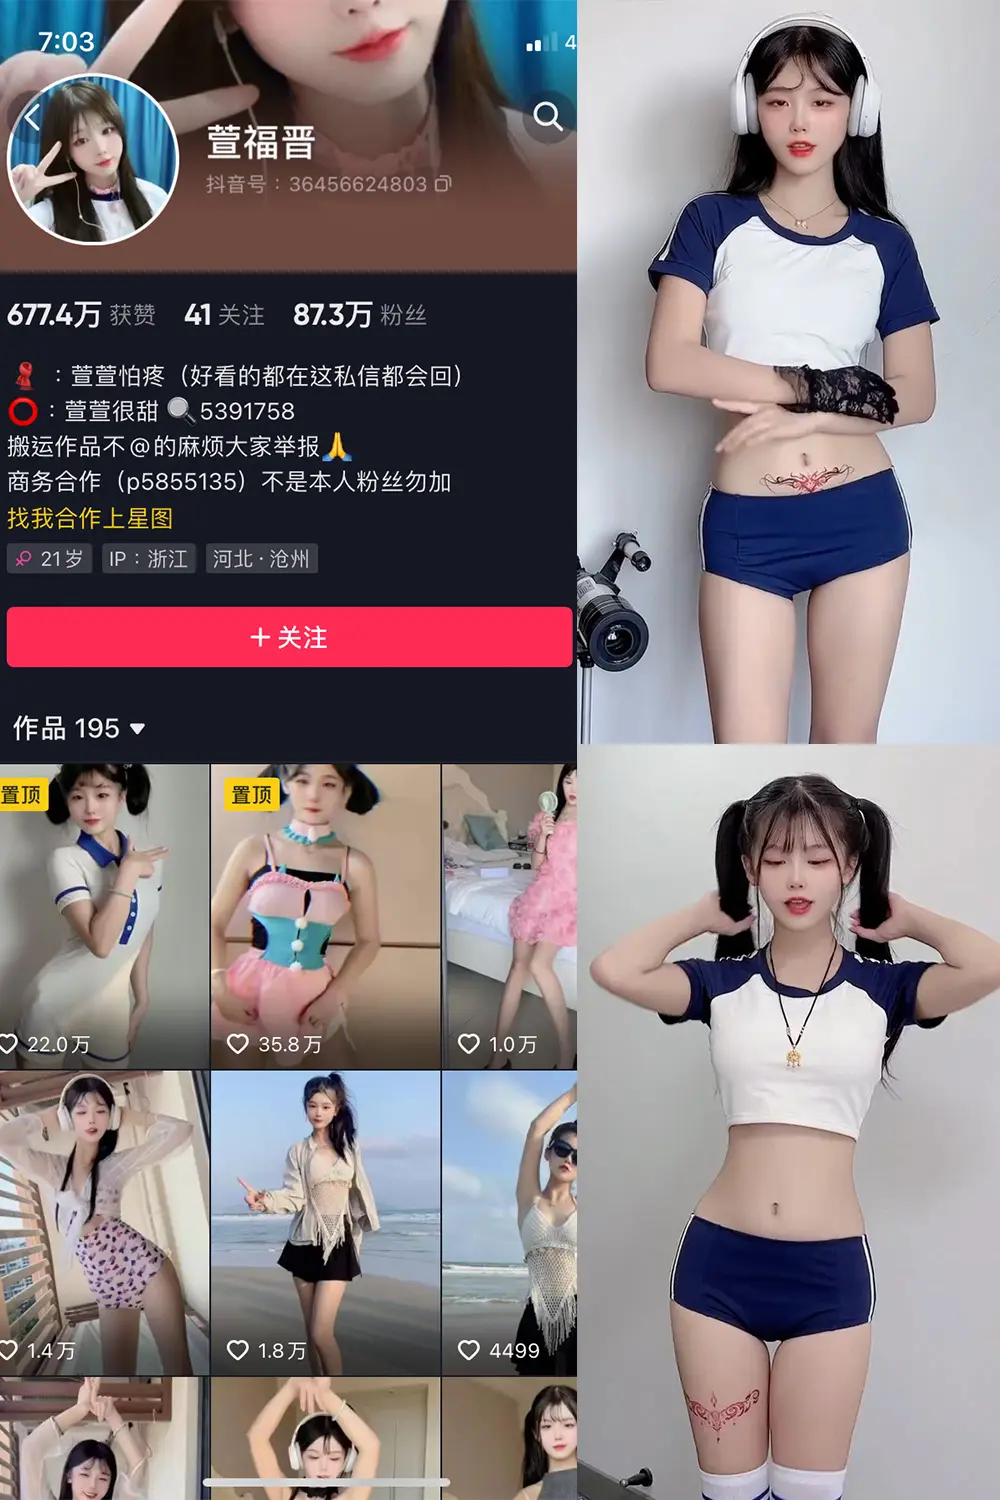 7:03
4
萱福晋
抖音号：36456624803
677.4万 获赞 41 关注 87.3万 粉丝
：萱萱怕疼（好看的都在这私信都会回）
：萱萱很甜 5391758
搬运作品不@的麻烦大家举报
商务合作（p5855135）不是本人粉丝勿加
找我合作上星图
21岁 IP：浙江 河北·沧州
+ 关注
作品 195
置顶 置顶
22.0万 35.8万 1.0万
1.4万 1.8万 4499